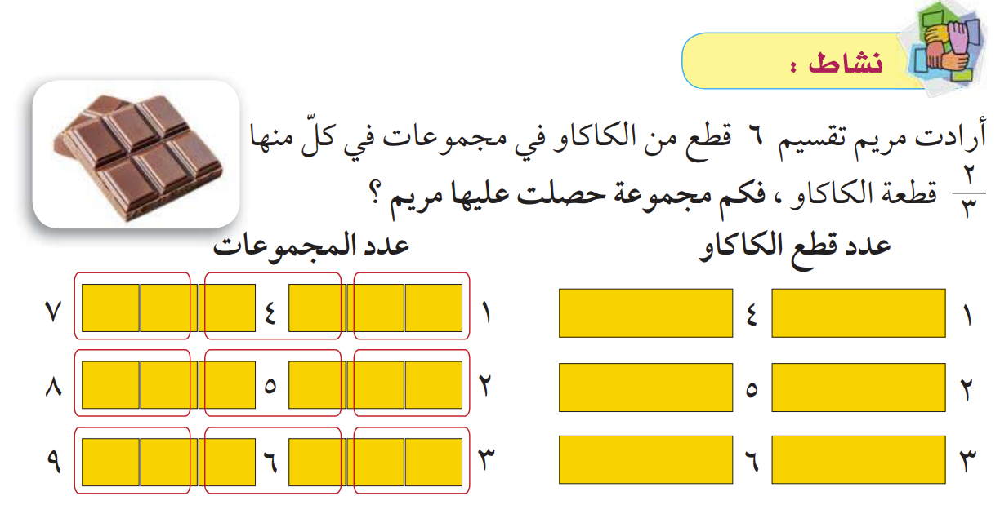 نشاط :
أرادت مريم تقسيم ٦ قطع من الكاكاو في مجموعات في كلّ منها
٢/٣ قطعة الكاكاو ، فكم مجموعة حصلت عليها مريم ؟
عدد قطع الكاكاو عدد المجموعات
١ ٤ ١ ٤ ٧
٢ ٥ ٢ ٥ ٨
٣ ٦ ٣ ٦ ٩